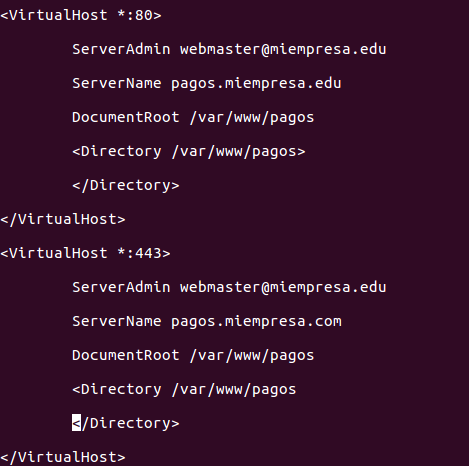 <VirtualHost *:80>
ServerAdmin webmaster@miempresa.edu
ServerName pagos.miempresa.edu
DocumentRoot /var/www/pagos
<Directory /var/www/pagos>
</Directory>
</VirtualHost>
<VirtualHost *:443>
ServerAdmin webmaster@miempresa.edu
ServerName pagos.miempresa.com
DocumentRoot /var/www/pagos
<Directory /var/www/pagos
</Directory>
</VirtualHost>